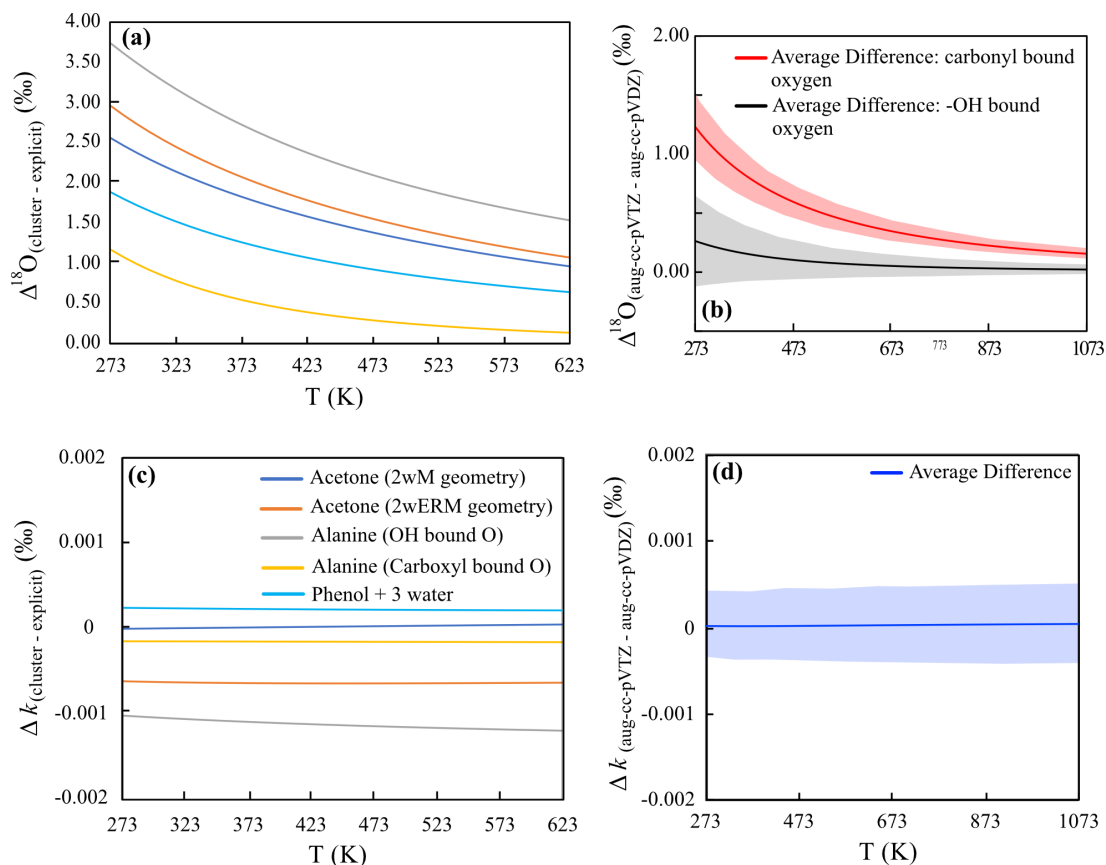 (a)
Δ¹⁸O(cluster - explicit) (‰)
4.00
3.50
3.00
2.50
2.00
1.50
1.00
0.50
0.00
273 323 373 423 473 523 573 623
T (K)
(b)
Δ¹⁸O(aug-cc-pVTZ - aug-cc-pVDZ) (‰)
2.00
1.00
0.00
Average Difference: carbonyl bound
oxygen
Average Difference: -OH bound
oxygen
273 473 673 773 873 1073
T (K)
(c)
Δ k (cluster - explicit) (‰)
0.002
0.001
0
-0.001
-0.002
Acetone (2wM geometry)
Acetone (2wERM geometry)
Alanine (OH bound O)
Alanine (Carboxyl bound O)
Phenol + 3 water
273 323 373 423 473 523 573 623
T (K)
(d)
Δ k (aug-cc-pVTZ - aug-cc-pVDZ) (‰)
0.002
0.001
0
-0.001
-0.002
Average Difference
273 473 673 873 1073
T (K)